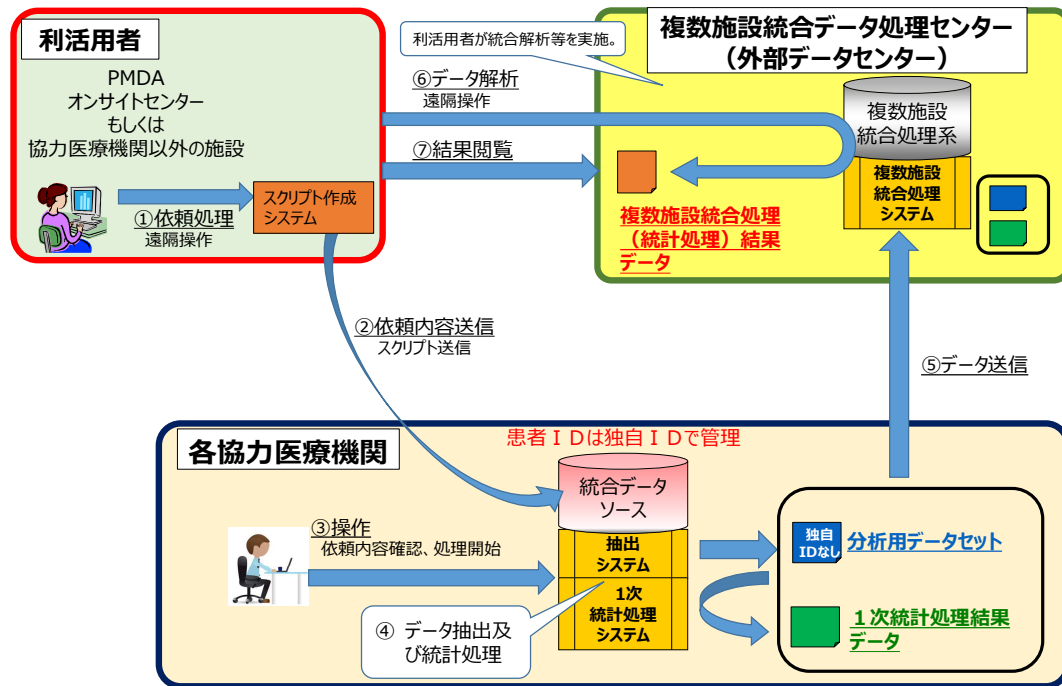 利活用者
PMDA
オンサイトセンター
もしくは
協力医療機関以外の施設
①依頼処理
遠隔操作
スクリプト作成
システム
利活用者が統合解析等を実施。
⑥データ解析
遠隔操作
⑦結果閲覧
複数施設統合データ処理センター
（外部データセンター）
複数施設
統合処理系
複数施設
統合処理
システム
複数施設統合処理
（統計処理）結果
データ
②依頼内容送信
スクリプト送信
⑤データ送信
各協力医療機関
患者ＩＤは独自ＩＤで管理
統合データ
ソース
③操作
依頼内容確認、処理開始
抽出
システム
1次
統計処理
システム
④ データ抽出及
び統計処理
独自
IDなし
分析用データセット
１次統計処理結果
データ